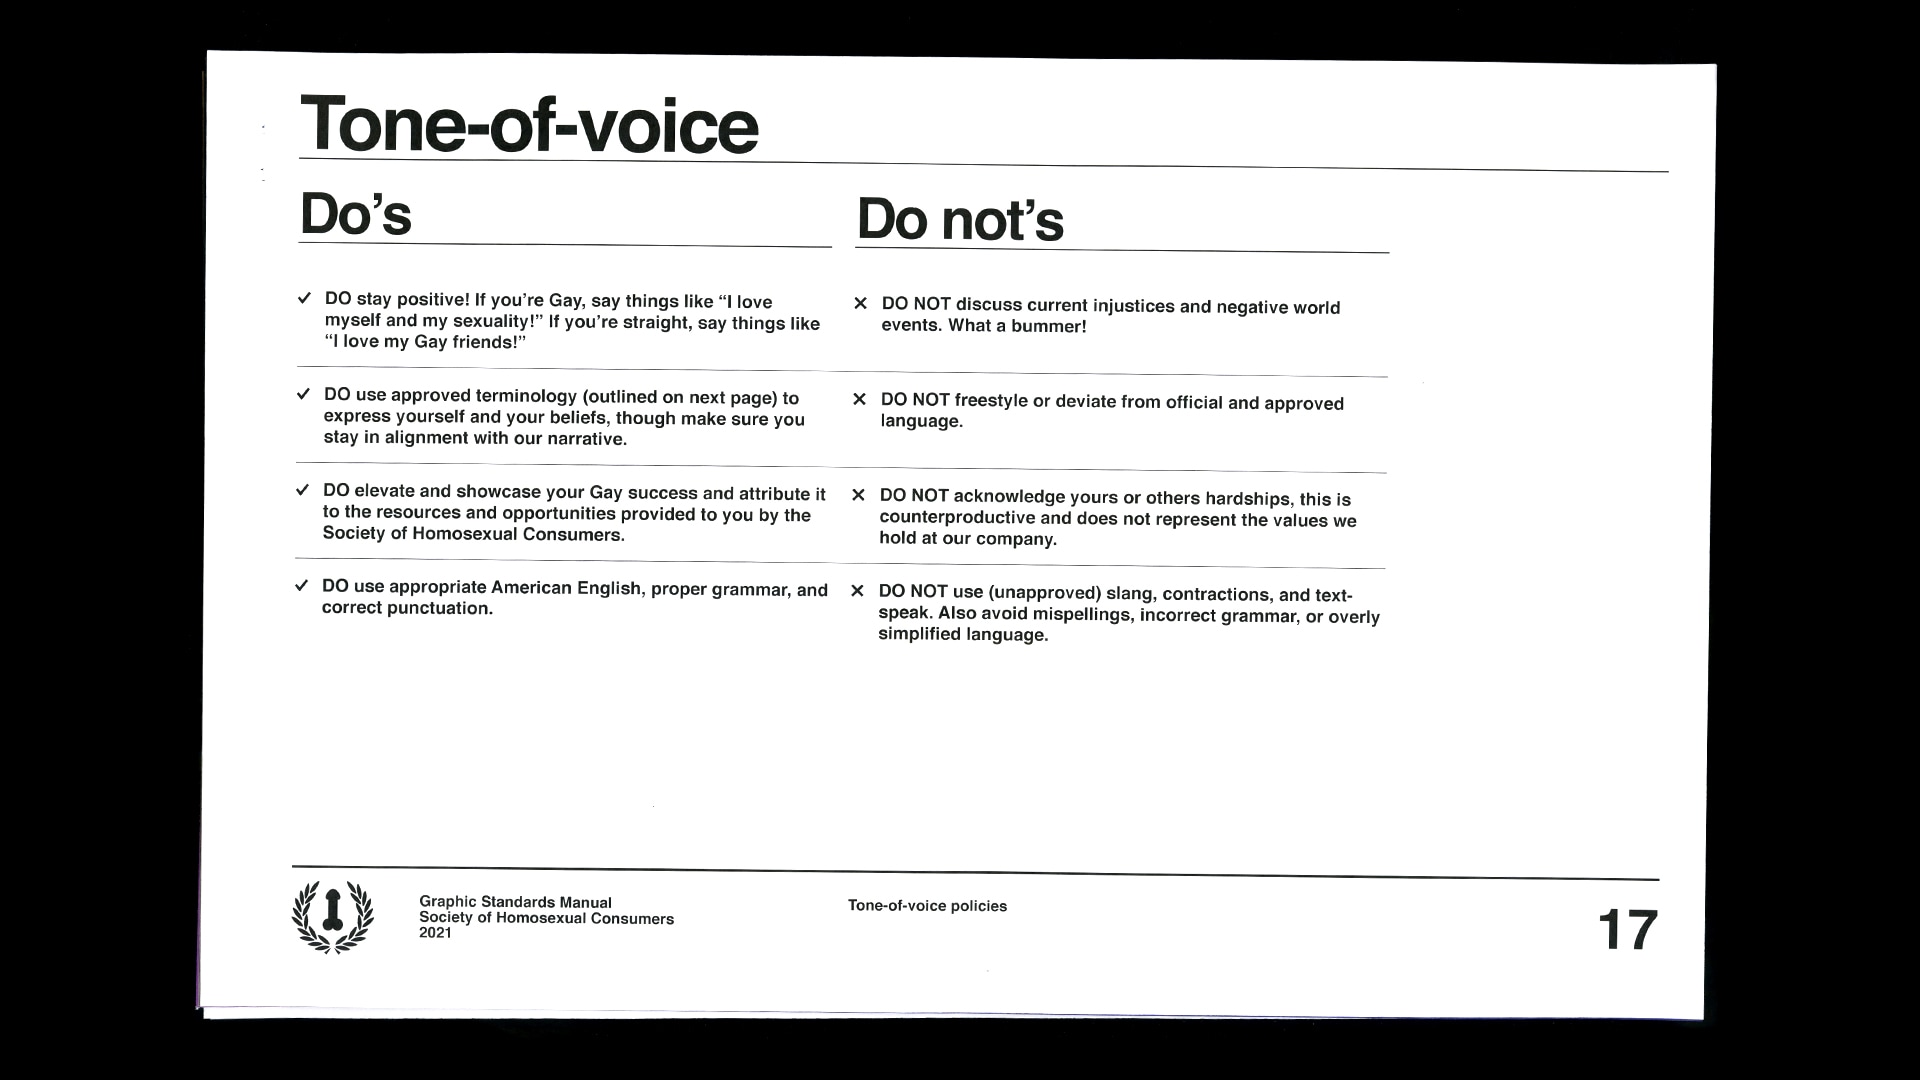 Tone-of-voice
Do's
DO stay positive! If you're Gay, say things like “I love
myself and my sexuality!” If you're straight, say things like
“I love my Gay friends!”
DO use approved terminology (outlined on next page) to
express yourself and your beliefs, though make sure you
stay in alignment with our narrative.
DO elevate and showcase your Gay success and attribute it
to the resources and opportunities provided to you by the
Society of Homosexual Consumers.
DO use appropriate American English, proper grammar, and
correct punctuation.
Do not's
DO NOT discuss current injustices and negative world
events. What a bummer!
DO NOT freestyle or deviate from official and approved
language.
DO NOT acknowledge yours or others hardships, this is
counterproductive and does not represent the values we
hold at our company.
DO NOT use (unapproved) slang, contractions, and text-
speak. Also avoid mispellings, incorrect grammar, or overly
simplified language.
Graphic Standards Manual
Society of Homosexual Consumers
2021
Tone-of-voice policies
17